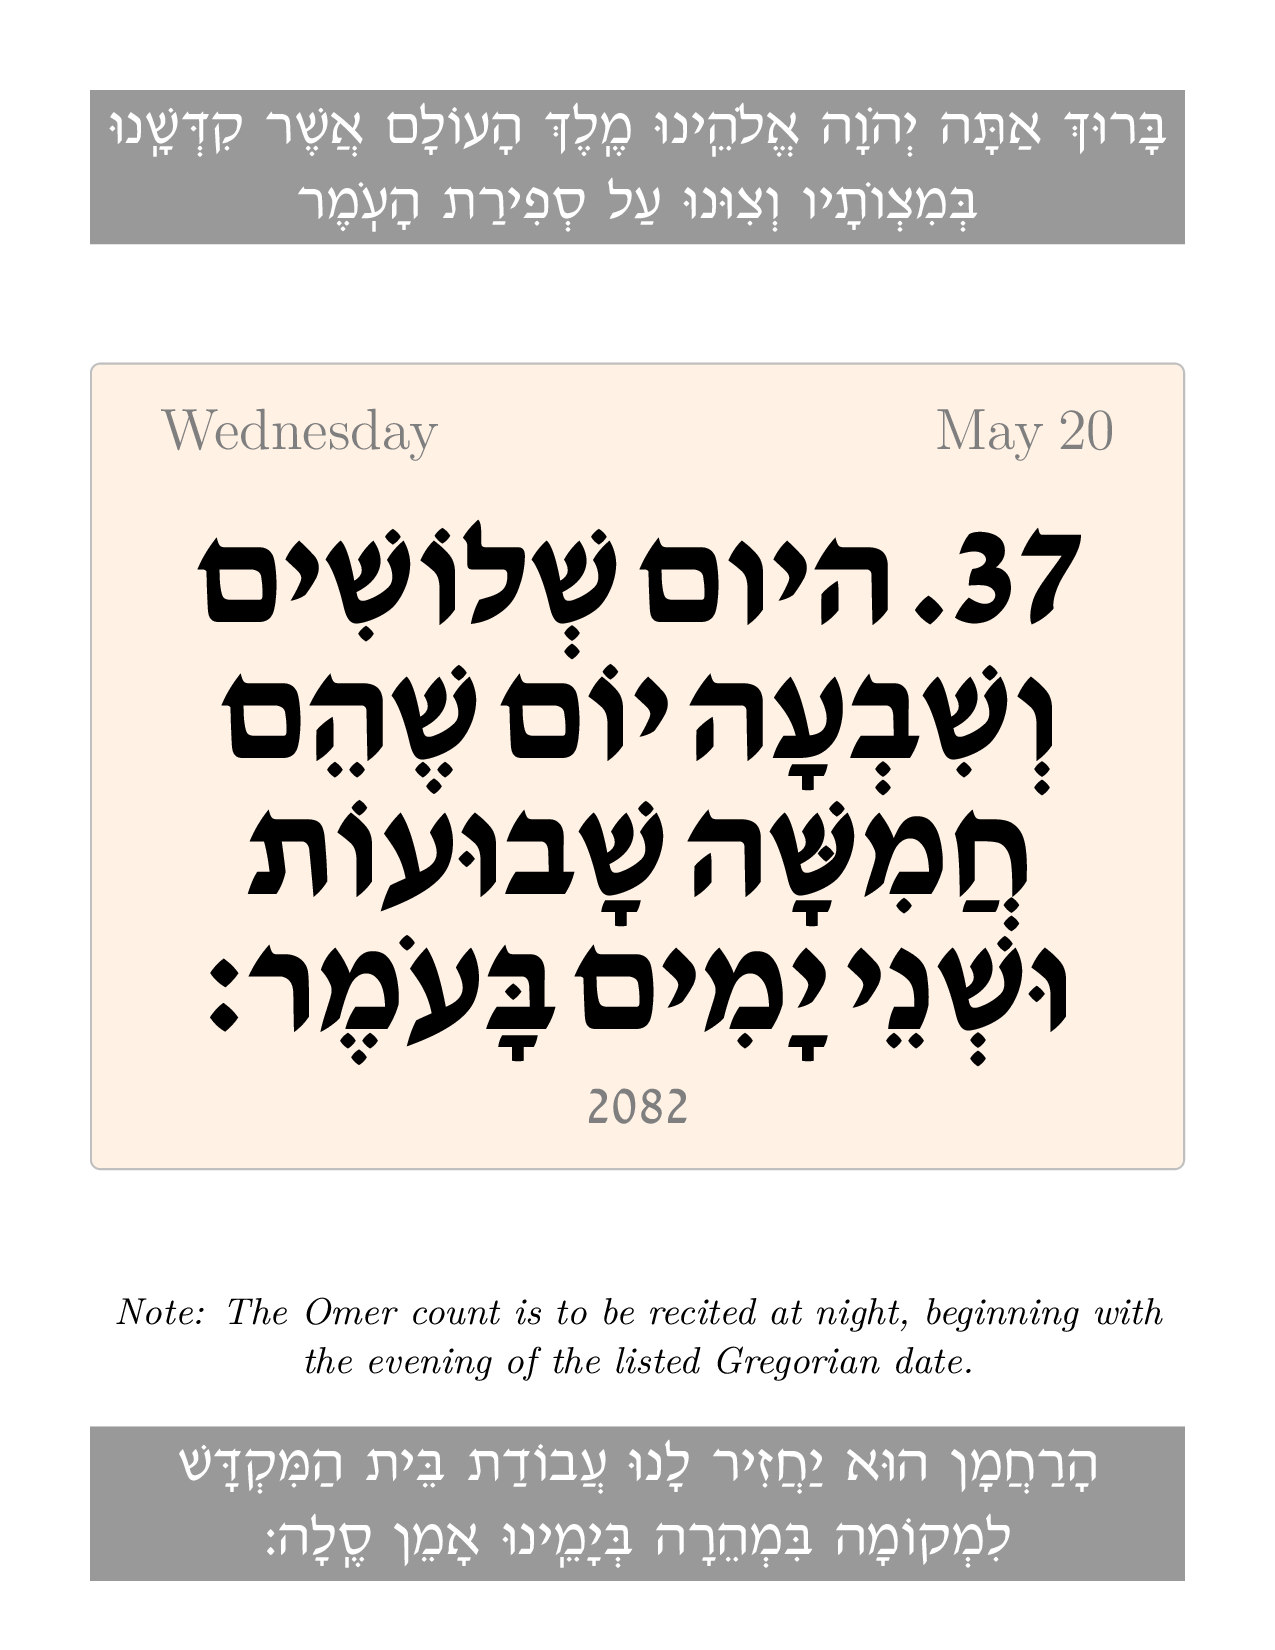 בָּרוּךְ אַתָּה יְהֹוָה אֱלֹהֵֽינוּ מֶֽלֶךְ הָעוֹלָם אֲשֶׁר קִדְּשָֽׁנוּ
בְּמִצְוֹתָיו וְצִוּנוּ עַל סְפִירַת הָעֹֽמֶר
Wednesday May 20
37. היום שְׁלוֹשִׁים
וְשִׁבְעָה יוֹם שֶׁהֵם
חֲמִשָּׁה שָׁבוּעוֹת
וּשְׁנֵי יָמִים בָּעֹמֶר:
2082
Note: The Omer count is to be recited at night, beginning with
the evening of the listed Gregorian date.
הָרַחֲמָן הוּא יַחֲזִיר לָנוּ עֲבוֹדַת בֵּית הַמִּקְדָּשׁ
לִמְקוֹמָה בִּמְהֵרָה בְּיָמֵֽינוּ אָמֵן סֶֽלָה: